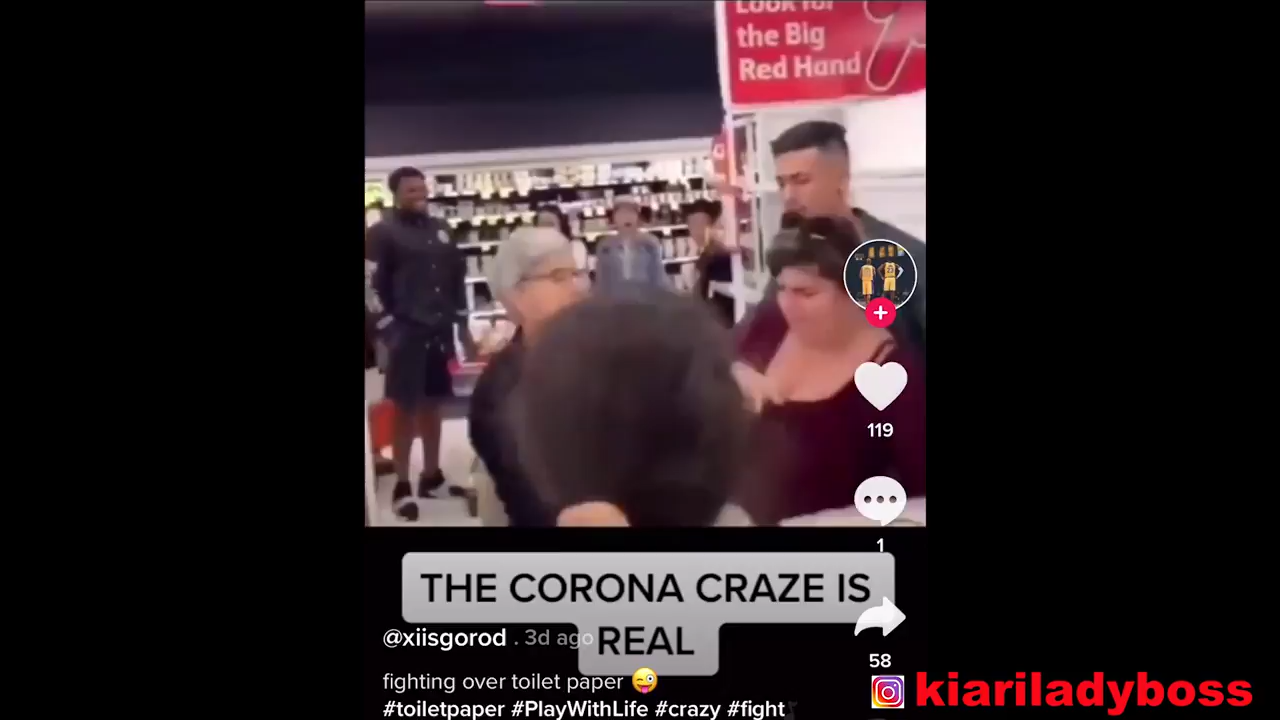 Look for
the Big
Red Hand
119
1
THE CORONA CRAZE IS
REAL
@xiisgorod . 3d ago
58
fighting over toilet paper 😜
#toiletpaper #PlayWithLife #crazy #fight
kiariladyboss